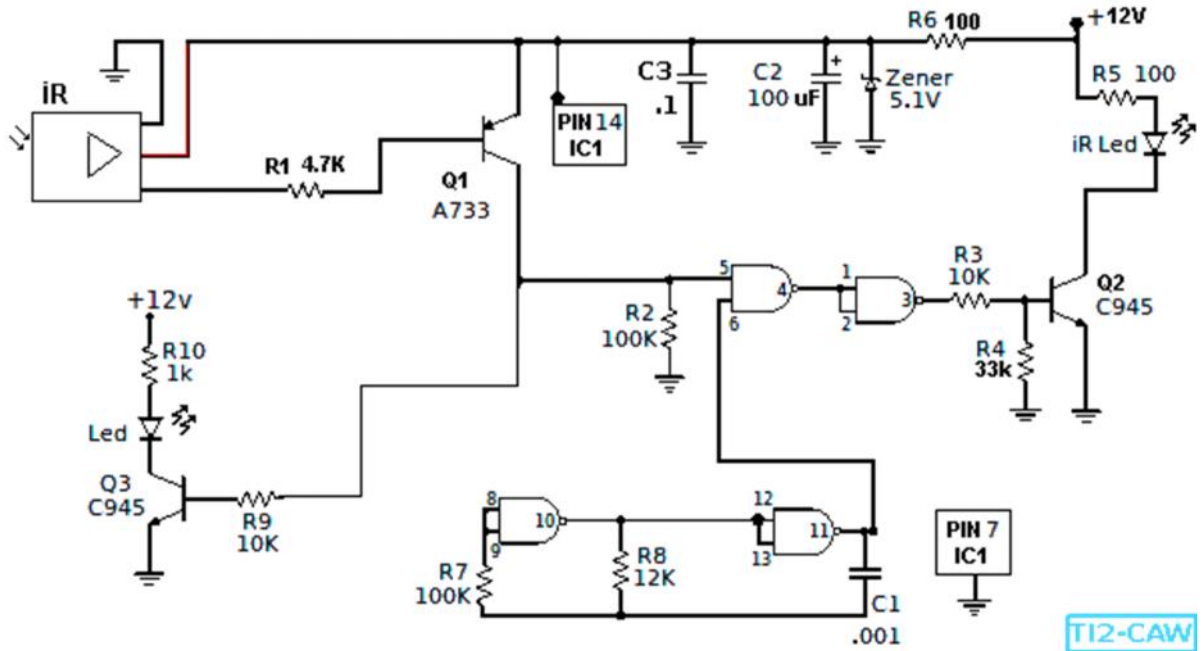 R6 100
+12V
iR
C3
.1
C2
100 uF
+
Zener
5.1V
R5 100
PIN 14
IC1
iR Led
R1 4.7K
Q1
A733
5
6
4
1
2
3
R3
10K
Q2
C945
R2
100K
R4
33k
+12v
R10
1k
Led
Q3
C945
R9
10K
8
9
10
12
13
11
R7
100K
R8
12K
C1
.001
PIN 7
IC1
TI2-CAW